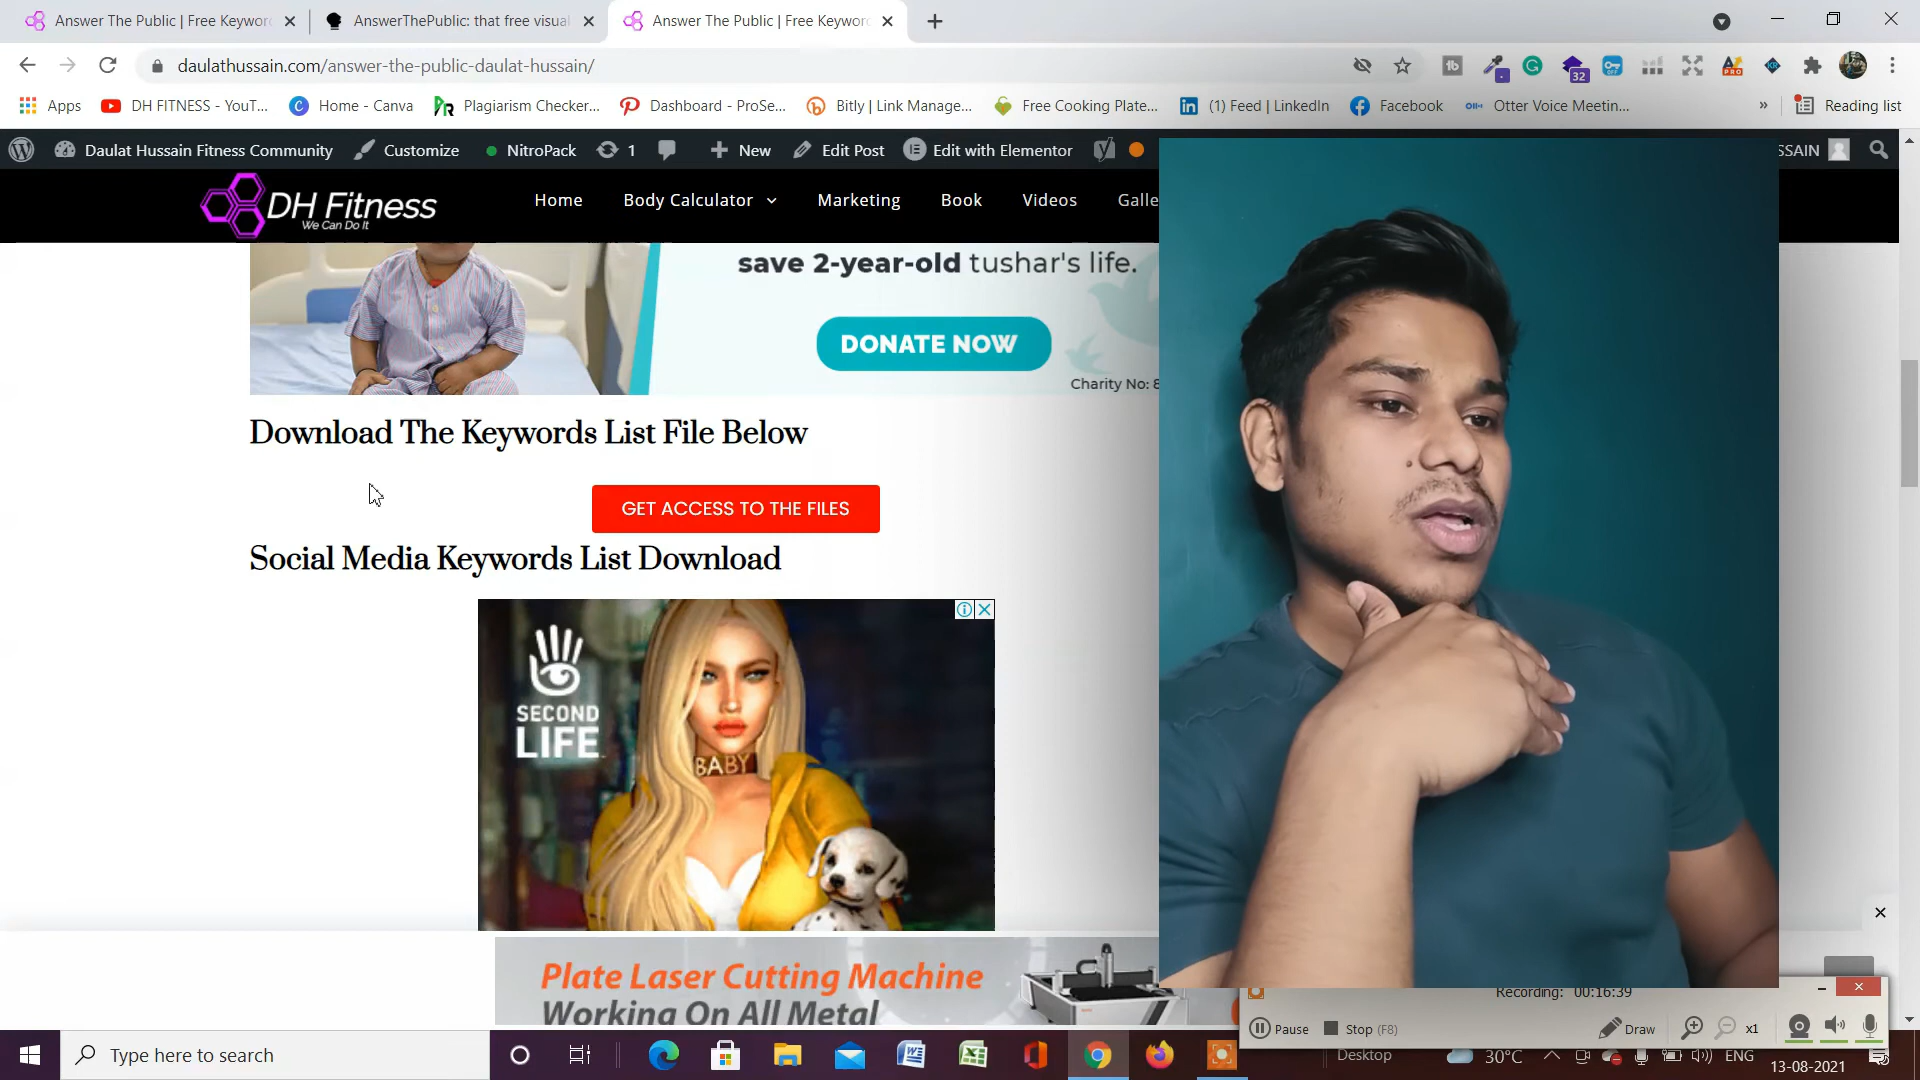 Answer The Public | Free Keywor
AnswerThePublic: that free visual
Answer The Public | Free Keywor
daulathussain.com/answer-the-public-daulat-hussain/
32
Apps
DH FITNESS - YouT...
Home - Canva
Plagiarism Checker...
Dashboard - ProSe...
Bitly | Link Manage...
Free Cooking Plate...
(1) Feed | LinkedIn
Facebook
Otter Voice Meetin...
»
Reading list
Daulat Hussain Fitness Community
Customize
NitroPack
1
New
Edit Post
Edit with Elementor
SSAIN
DH Fitness
We Can Do It
Home
Body Calculator
Marketing
Book
Videos
Galle
save 2-year-old tushar's life.
DONATE NOW
Charity No: 8
Download The Keywords List File Below
GET ACCESS TO THE FILES
Social Media Keywords List Download
SECOND
LIFE
BABY
Plate Laser Cutting Machine
Working On All Metal
Recording: 00:16:39
Pause
Stop (F8)
Draw
x1
Type here to search
Desktop
30°C
ENG
13-08-2021